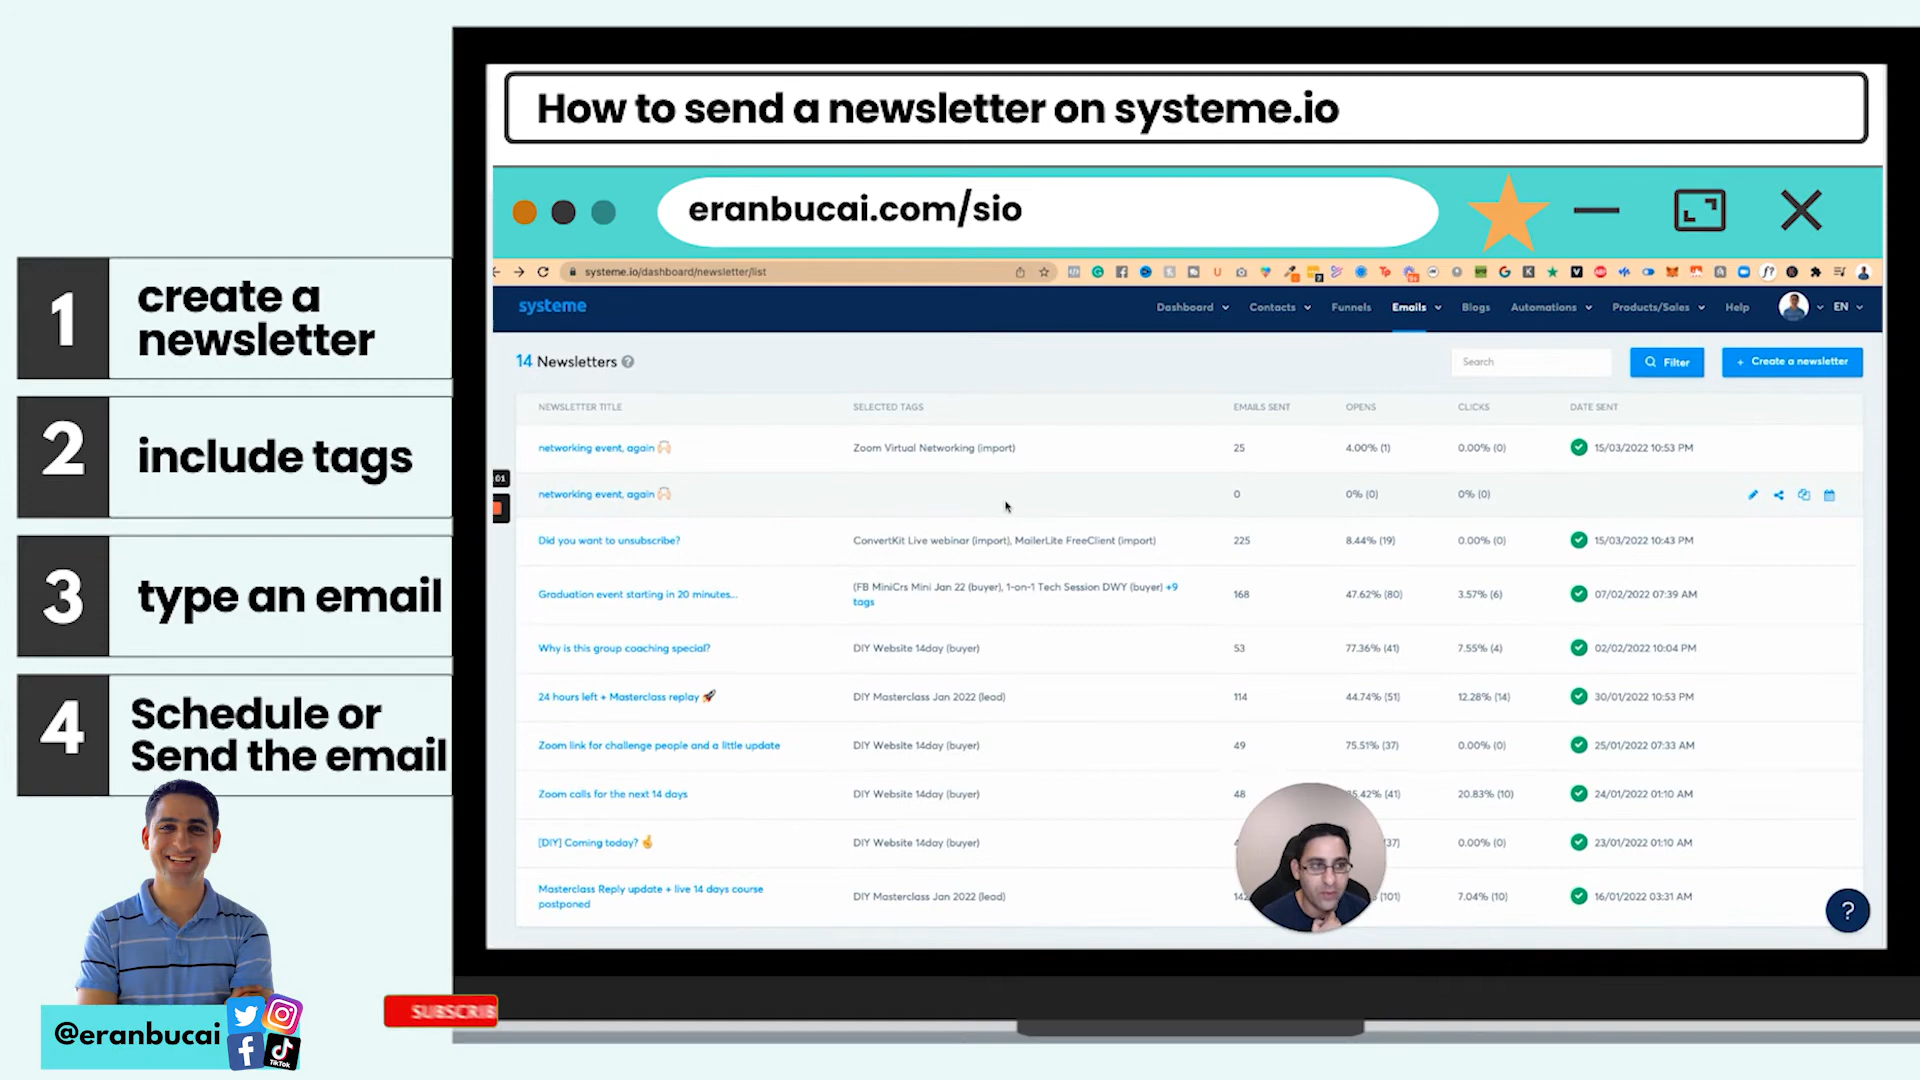 How to send a newsletter on systeme.io
eranbucai.com/sio
systeme.io/dashboard/newsletter/list
systeme
Dashboard Contacts Funnels Emails Blogs Automations Products/Sales Help EN
14 Newsletters ?
Search
Filter
+ Create a newsletter
NEWSLETTER TITLE SELECTED TAGS EMAILS SENT OPENS CLICKS DATE SENT
networking event, again Zoom Virtual Networking (import) 25 4.00% (1) 0.00% (0) 15/03/2022 10:53 PM
networking event, again 0 0% (0) 0% (0)
Did you want to unsubscribe? ConvertKit Live webinar (import), MailerLite FreeClient (import) 225 8.44% (19) 0.00% (0) 15/03/2022 10:43 PM
Graduation event starting in 20 minutes... (FB MiniCrs Mini Jan 22 (buyer), 1-on-1 Tech Session DWY (buyer) +9 168 47.62% (80) 3.57% (6) 07/02/2022 07:39 AM
tags
Why is this group coaching special? DIY Website 14day (buyer) 53 77.36% (41) 7.55% (4) 02/02/2022 10:04 PM
24 hours left + Masterclass replay 🚀 DIY Masterclass Jan 2022 (lead) 114 44.74% (51) 12.28% (14) 30/01/2022 10:53 PM
Zoom link for challenge people and a little update DIY Website 14day (buyer) 49 75.51% (37) 0.00% (0) 25/01/2022 07:33 AM
Zoom calls for the next 14 days DIY Website 14day (buyer) 48 5.42% (41) 20.83% (10) 24/01/2022 01:10 AM
[DIY] Coming today? DIY Website 14day (buyer) 37) 0.00% (0) 23/01/2022 01:10 AM
Masterclass Reply update + live 14 days course DIY Masterclass Jan 2022 (lead) 142 (101) 7.04% (10) 16/01/2022 03:31 AM
postponed
?
1 create a
newsletter
2 include tags
3 type an email
4 Schedule or
Send the email
@eranbucai
TikTok
SUBSCRIB